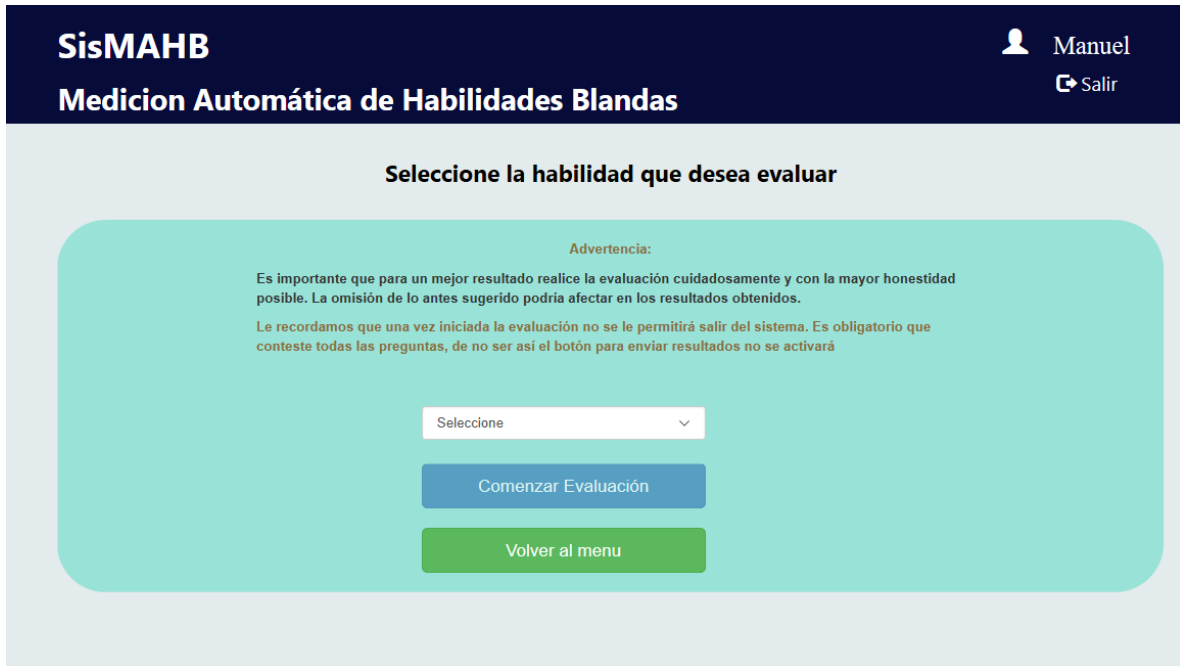 SisMAHB
Manuel
Salir
Medicion Automática de Habilidades Blandas
Seleccione la habilidad que desea evaluar
Advertencia:
Es importante que para un mejor resultado realice la evaluación cuidadosamente y con la mayor honestidad
posible. La omisión de lo antes sugerido podría afectar en los resultados obtenidos.
Le recordamos que una vez iniciada la evaluación no se le permitirá salir del sistema. Es obligatorio que
conteste todas las preguntas, de no ser así el botón para enviar resultados no se activará
Seleccione
Comenzar Evaluación
Volver al menu